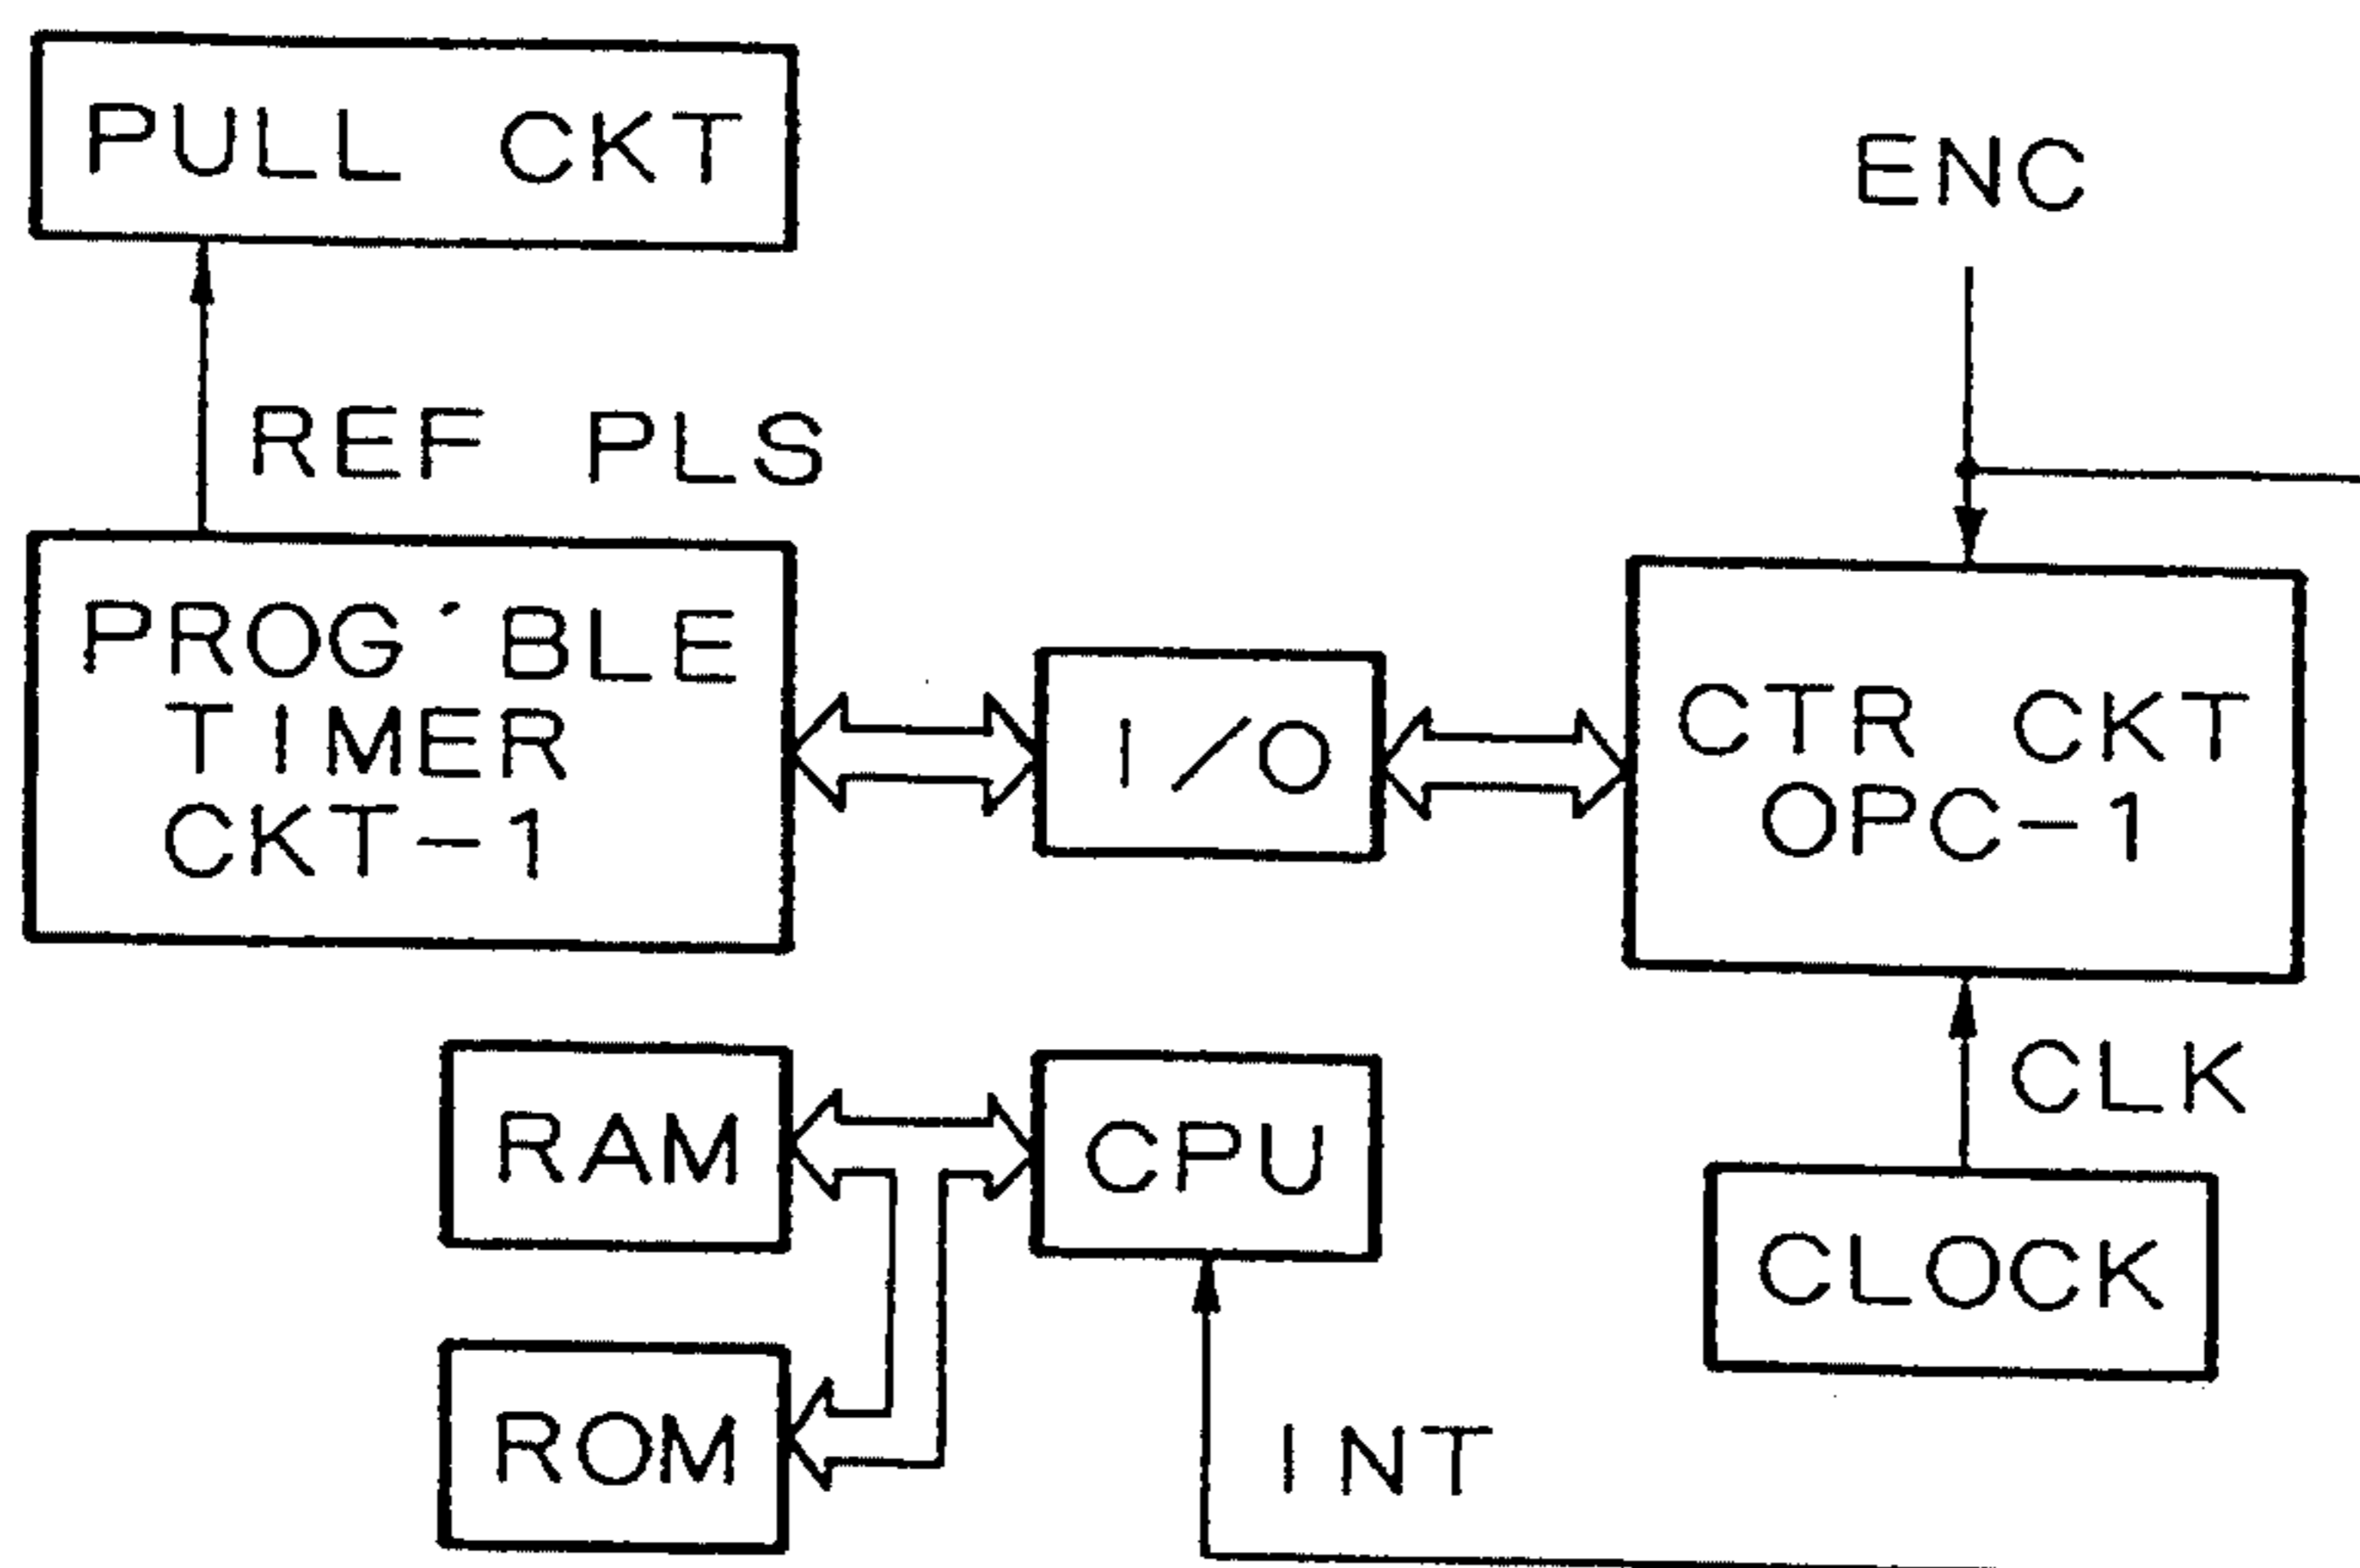 PULL CKT
ENC
REF PLS
PROG´BLE
TIMER
CKT-1
I/O
CTR CKT
OPC-1
CLK
RAM
CPU
CLOCK
ROM
INT